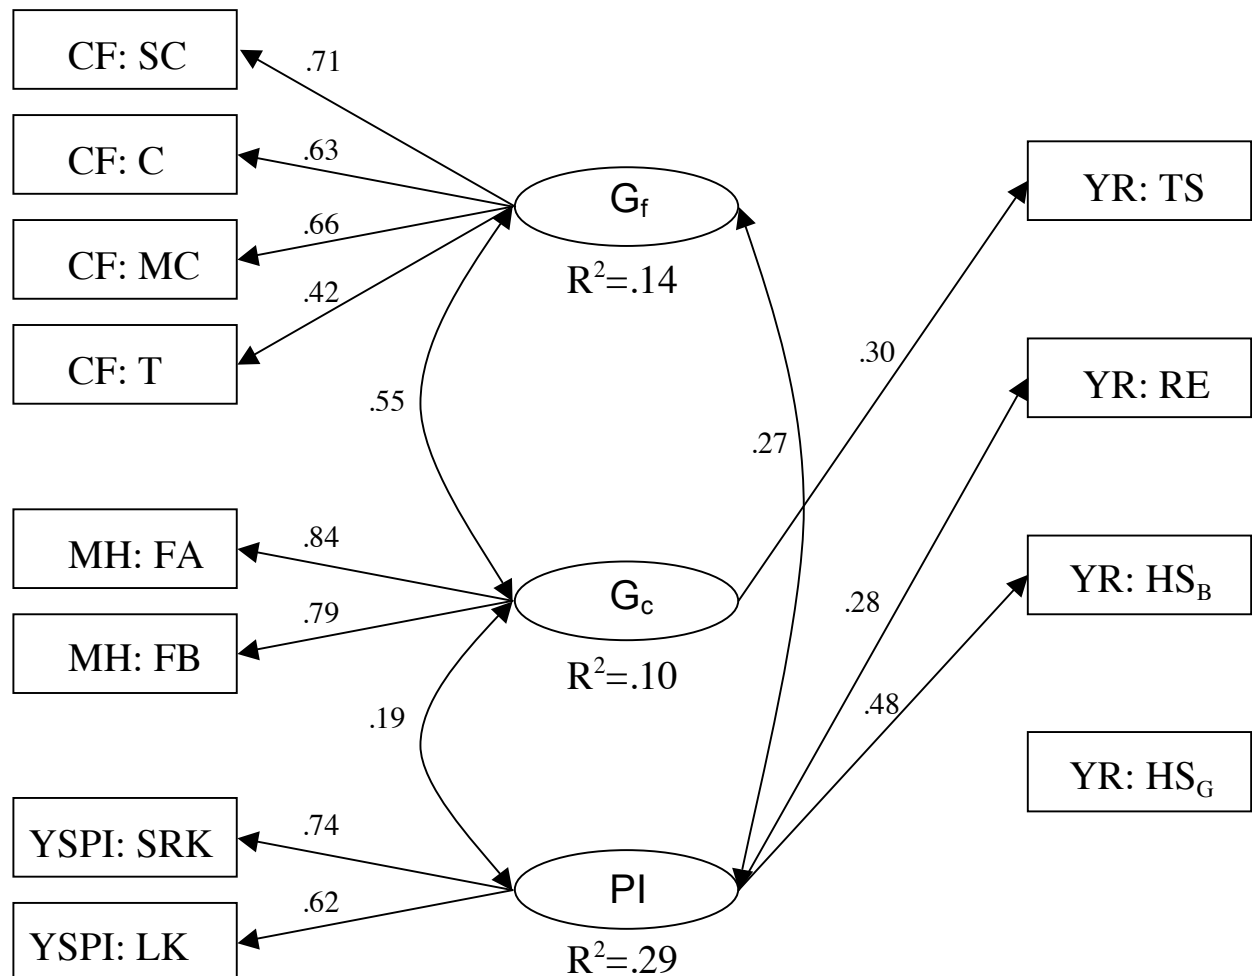 CF: SC
CF: C
CF: MC
CF: T
MH: FA
MH: FB
YSPI: SRK
YSPI: LK
.71
.63
.66
.42
.55
.84
.79
.19
.74
.62
Gf
R²=.14
Gc
R²=.10
PI
R²=.29
.27
.30
.28
.48
YR: TS
YR: RE
YR: HSB
YR: HSG